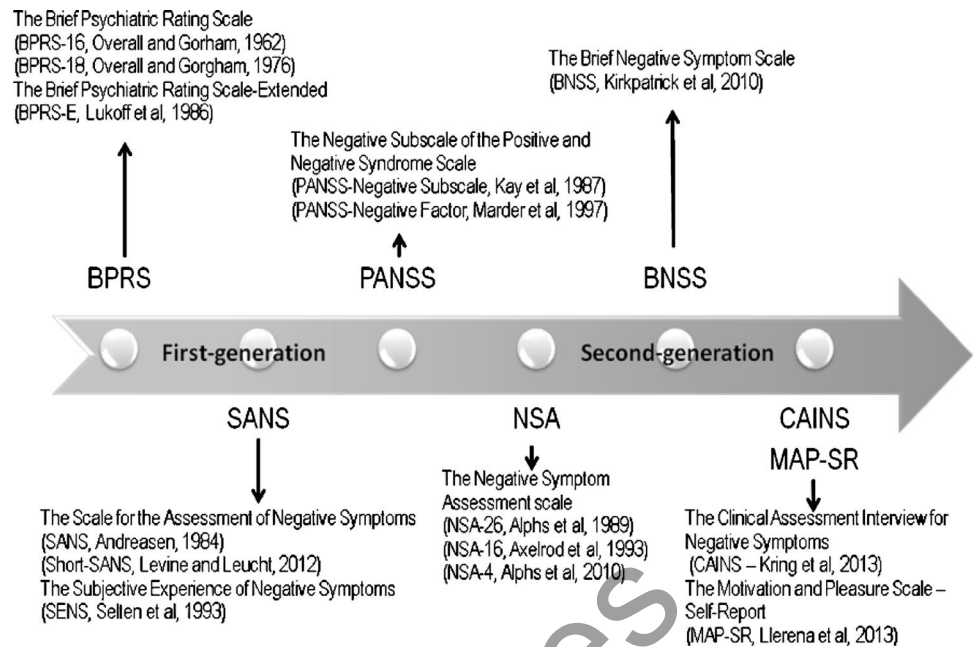 The Brief Psychiatric Rating Scale
(BPRS-16, Overall and Gorham, 1962)
(BPRS-18, Overall and Gorgham, 1976)
The Brief Psychiatric Rating Scale-Extended
(BPRS-E, Lukoff et al, 1986)
The Negative Subscale of the Positive and
Negative Syndrome Scale
(PANSS-Negative Subscale, Kay et al, 1987)
(PANSS-Negative Factor, Marder et al, 1997)
The Brief Negative Symptom Scale
(BNSS, Kirkpatrick et al, 2010)
BPRS
PANSS
BNSS
First-generation
Second-generation
SANS
NSA
CAINS
MAP-SR
The Scale for the Assessment of Negative Symptoms
(SANS, Andreasen, 1984)
(Short-SANS, Levine and Leucht, 2012)
The Subjective Experience of Negative Symptoms
(SENS, Sellen et al, 1993)
The Negative Symptom
Assessment scale
(NSA-26, Alphs et al, 1989)
(NSA-16, Axelrod et al, 1993)
(NSA-4, Alphs et al, 2010)
The Clinical Assessment Interview for
Negative Symptoms
(CAINS – Kring et al, 2013)
The Motivation and Pleasure Scale –
Self-Report
(MAP-SR, Llerena et al, 2013)